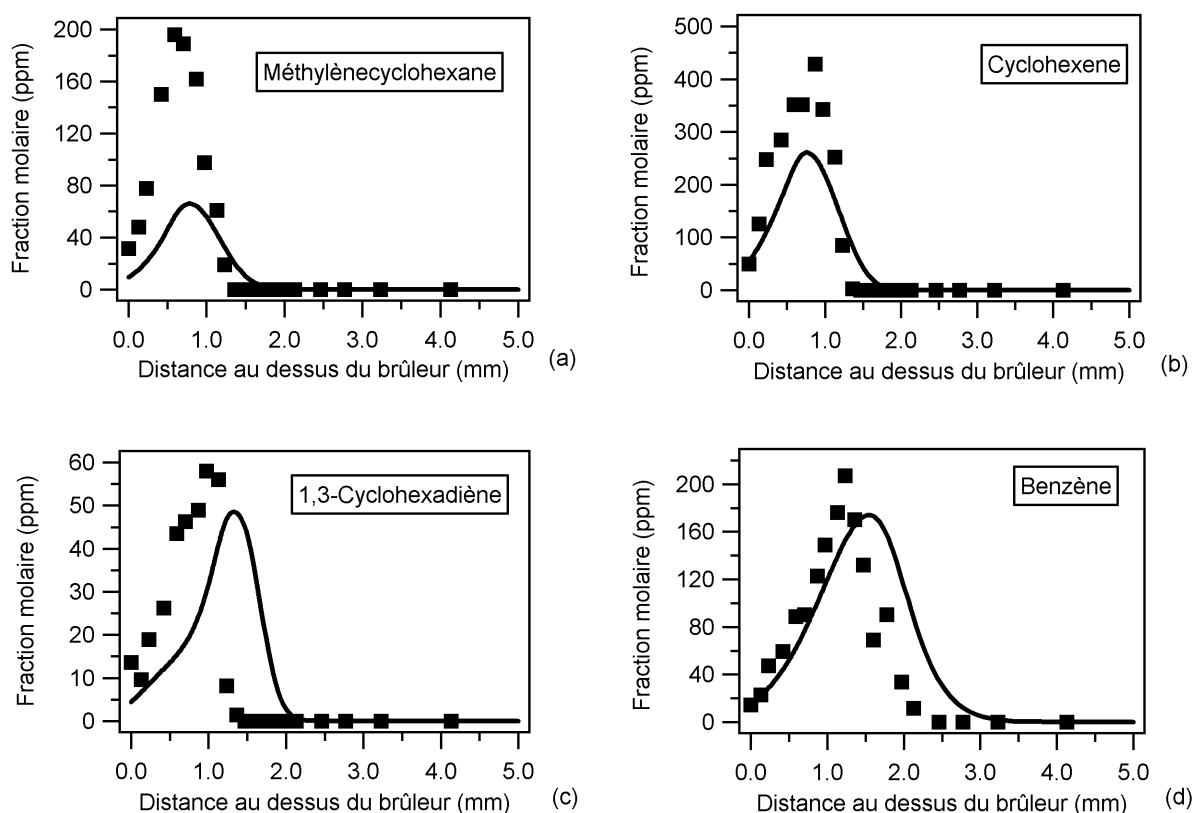 200
160
120
80
40
0
Fraction molaire (ppm)
Méthylènecyclohexane
0.0 1.0 2.0 3.0 4.0 5.0
Distance au dessus du brûleur (mm)
(a)
500
400
300
200
100
0
Fraction molaire (ppm)
Cyclohexene
0.0 1.0 2.0 3.0 4.0 5.0
Distance au dessus du brûleur (mm)
(b)
60
50
40
30
20
10
0
Fraction molaire (ppm)
1,3-Cyclohexadiène
0.0 1.0 2.0 3.0 4.0 5.0
Distance au dessus du brûleur (mm)
(c)
200
160
120
80
40
0
Fraction molaire (ppm)
Benzène
0.0 1.0 2.0 3.0 4.0 5.0
Distance au dessus du brûleur (mm)
(d)